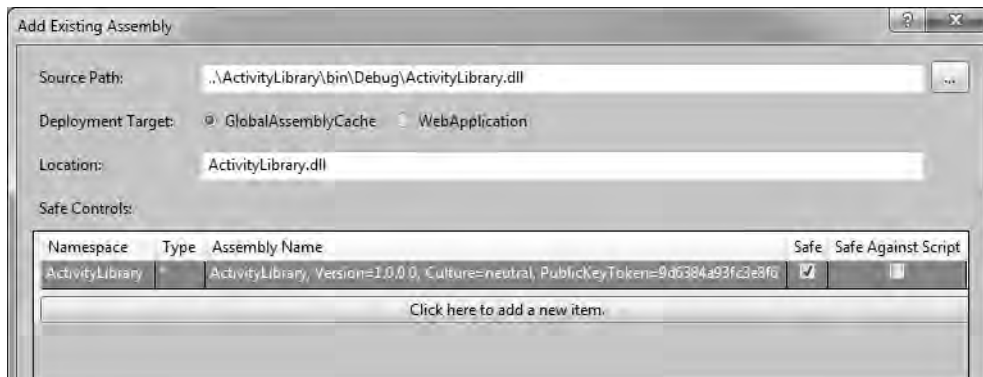 Add Existing Assembly
Source Path: ..\ActivityLibrary\bin\Debug\ActivityLibrary.dll ...
Deployment Target: GlobalAssemblyCache WebApplication
Location: ActivityLibrary.dll
Safe Controls:
Namespace Type Assembly Name Safe Safe Against Script
ActivityLibrary * ActivityLibrary, Version=1.0.0.0, Culture=neutral, PublicKeyToken=9d6384a93fc3e8f6
Click here to add a new item.